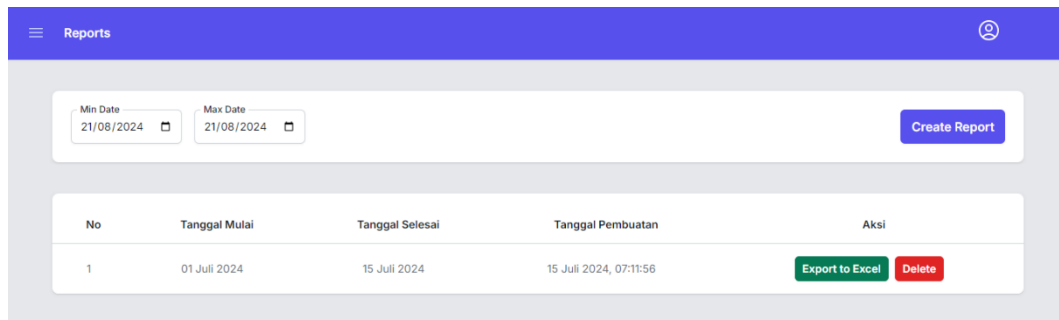 Reports
Min Date Max Date
21/08/2024 21/08/2024
Create Report
No Tanggal Mulai Tanggal Selesai Tanggal Pembuatan Aksi
1 01 Juli 2024 15 Juli 2024 15 Juli 2024, 07:11:56 Export to Excel Delete